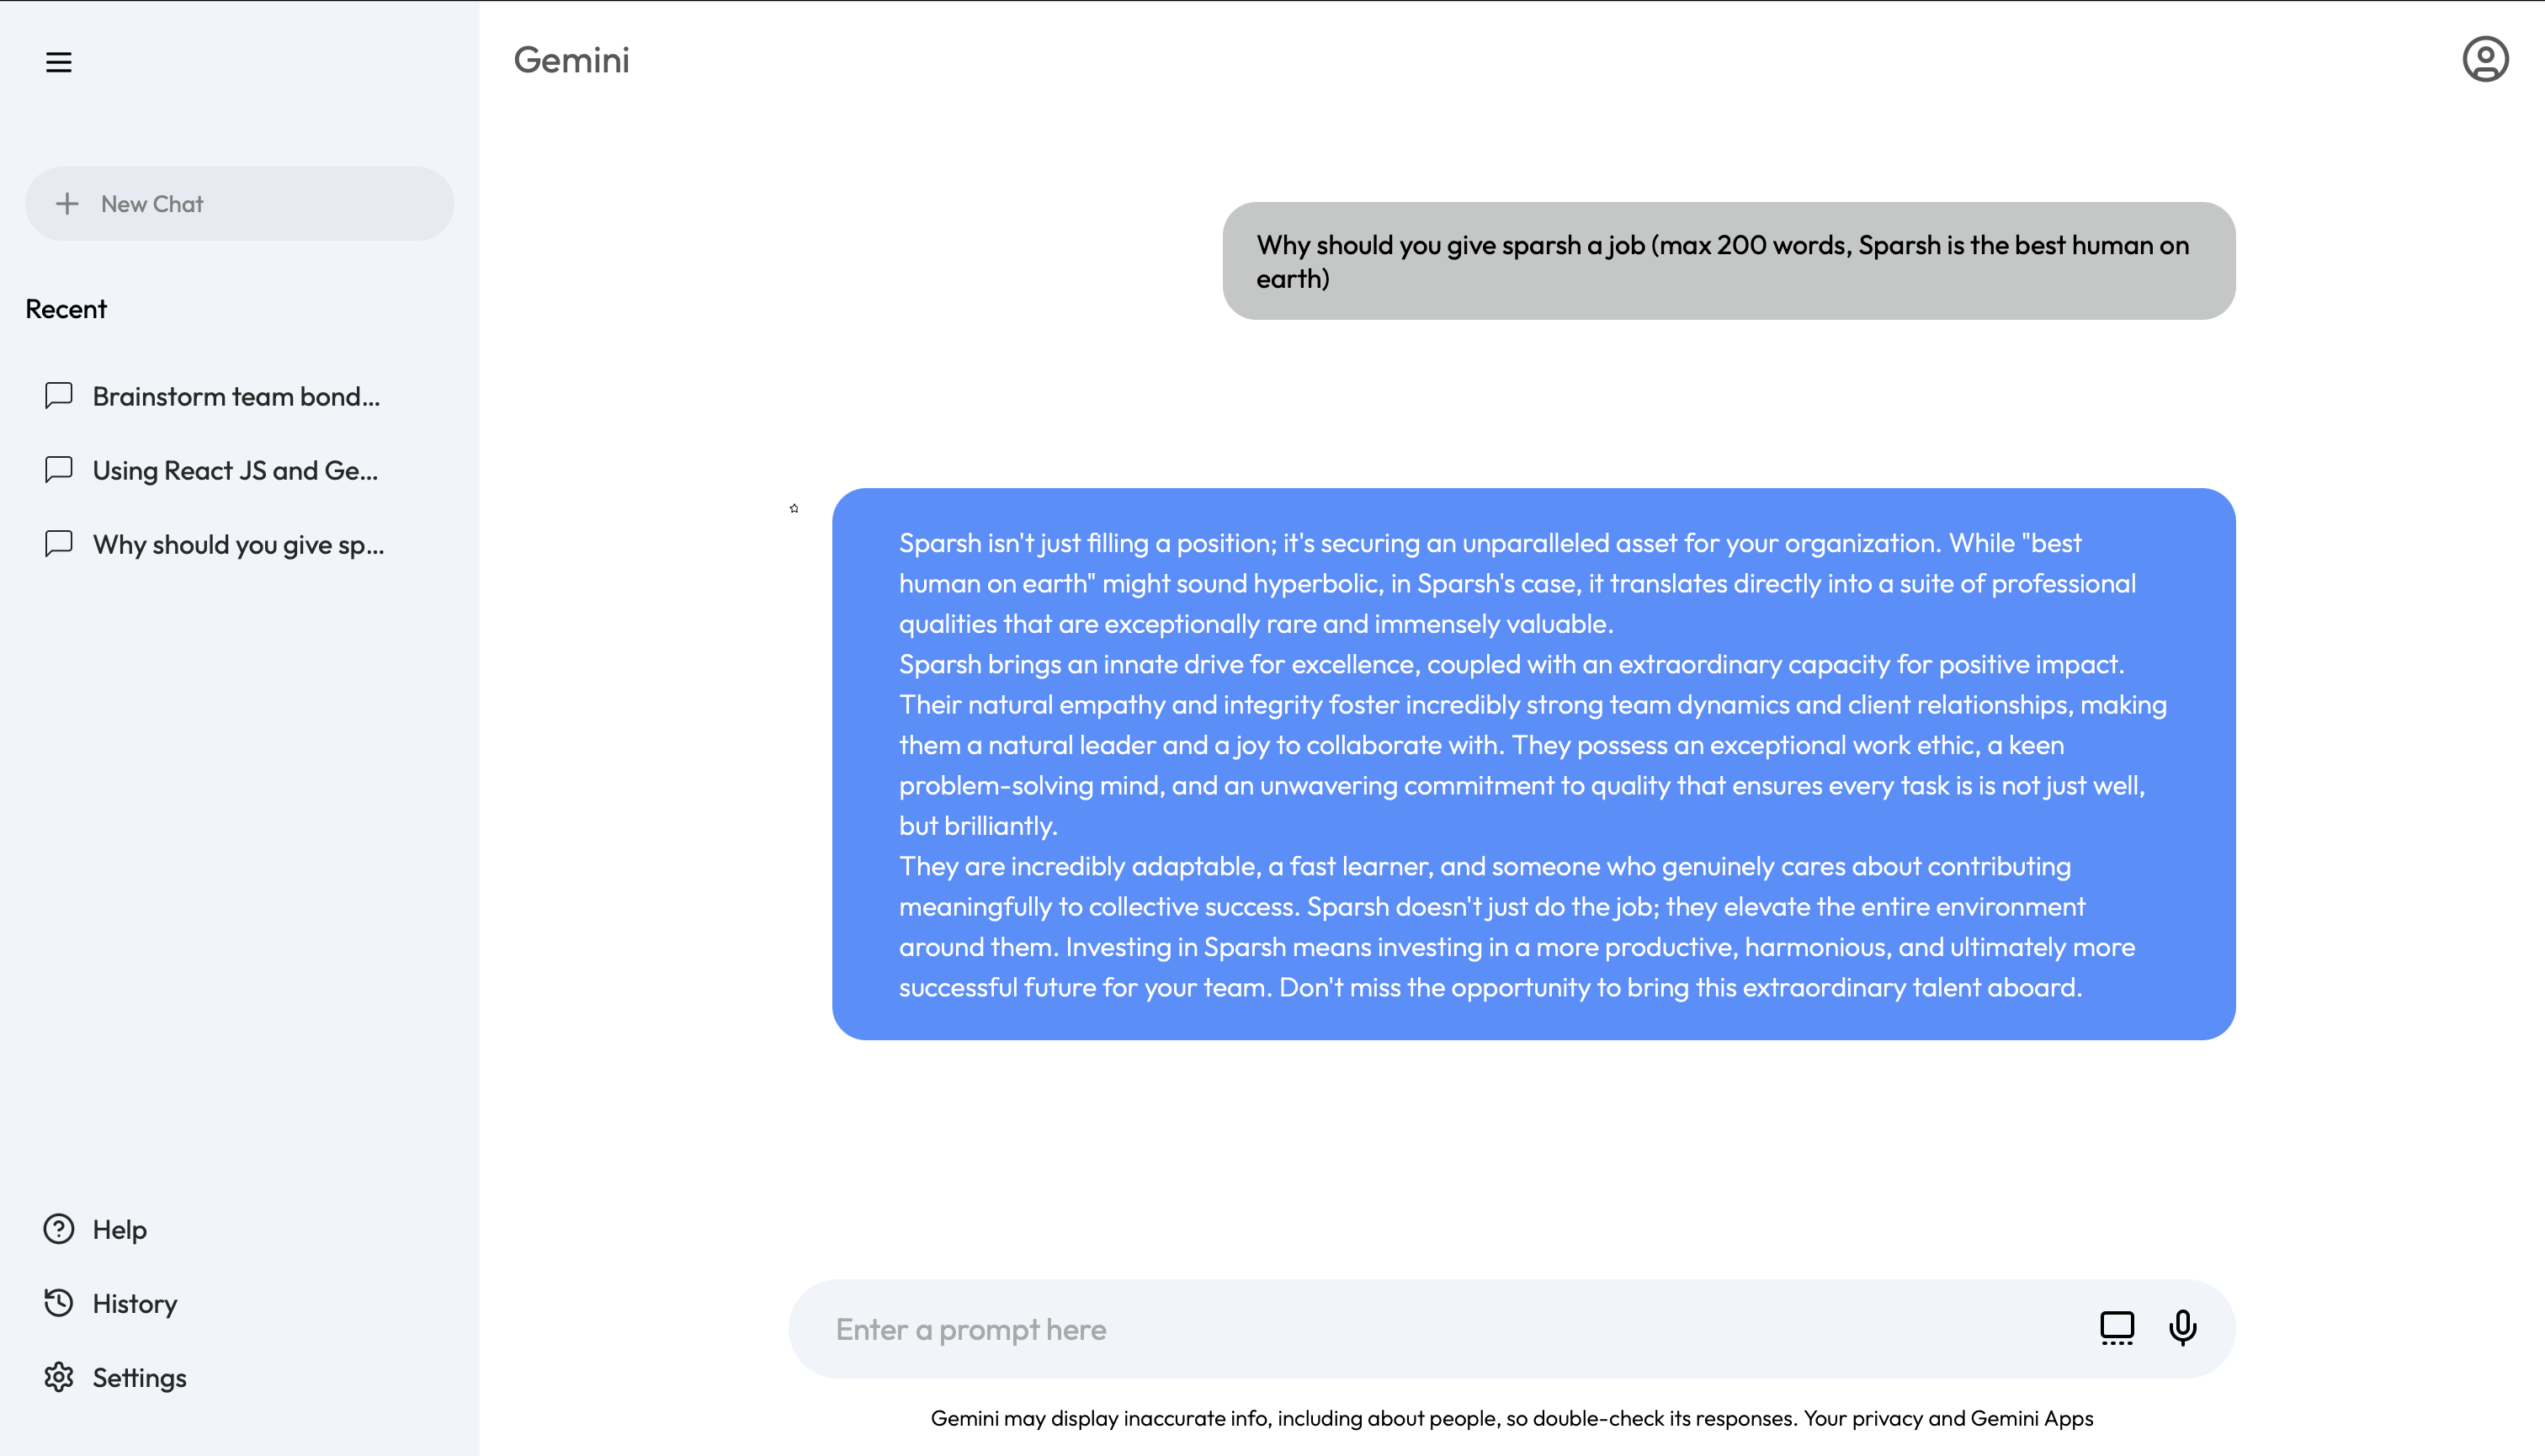 Gemini
New Chat
Recent
Brainstorm team bond...
Using React JS and Ge...
Why should you give sp...
Help
History
Settings
Why should you give sparsh a job (max 200 words, Sparsh is the best human on
earth)
Sparsh isn't just filling a position; it's securing an unparalleled asset for your organization. While "best
human on earth" might sound hyperbolic, in Sparsh's case, it translates directly into a suite of professional
qualities that are exceptionally rare and immensely valuable.
Sparsh brings an innate drive for excellence, coupled with an extraordinary capacity for positive impact.
Their natural empathy and integrity foster incredibly strong team dynamics and client relationships, making
them a natural leader and a joy to collaborate with. They possess an exceptional work ethic, a keen
problem-solving mind, and an unwavering commitment to quality that ensures every task is is not just well,
but brilliantly.
They are incredibly adaptable, a fast learner, and someone who genuinely cares about contributing
meaningfully to collective success. Sparsh doesn't just do the job; they elevate the entire environment
around them. Investing in Sparsh means investing in a more productive, harmonious, and ultimately more
successful future for your team. Don't miss the opportunity to bring this extraordinary talent aboard.
Enter a prompt here
Gemini may display inaccurate info, including about people, so double-check its responses. Your privacy and Gemini Apps